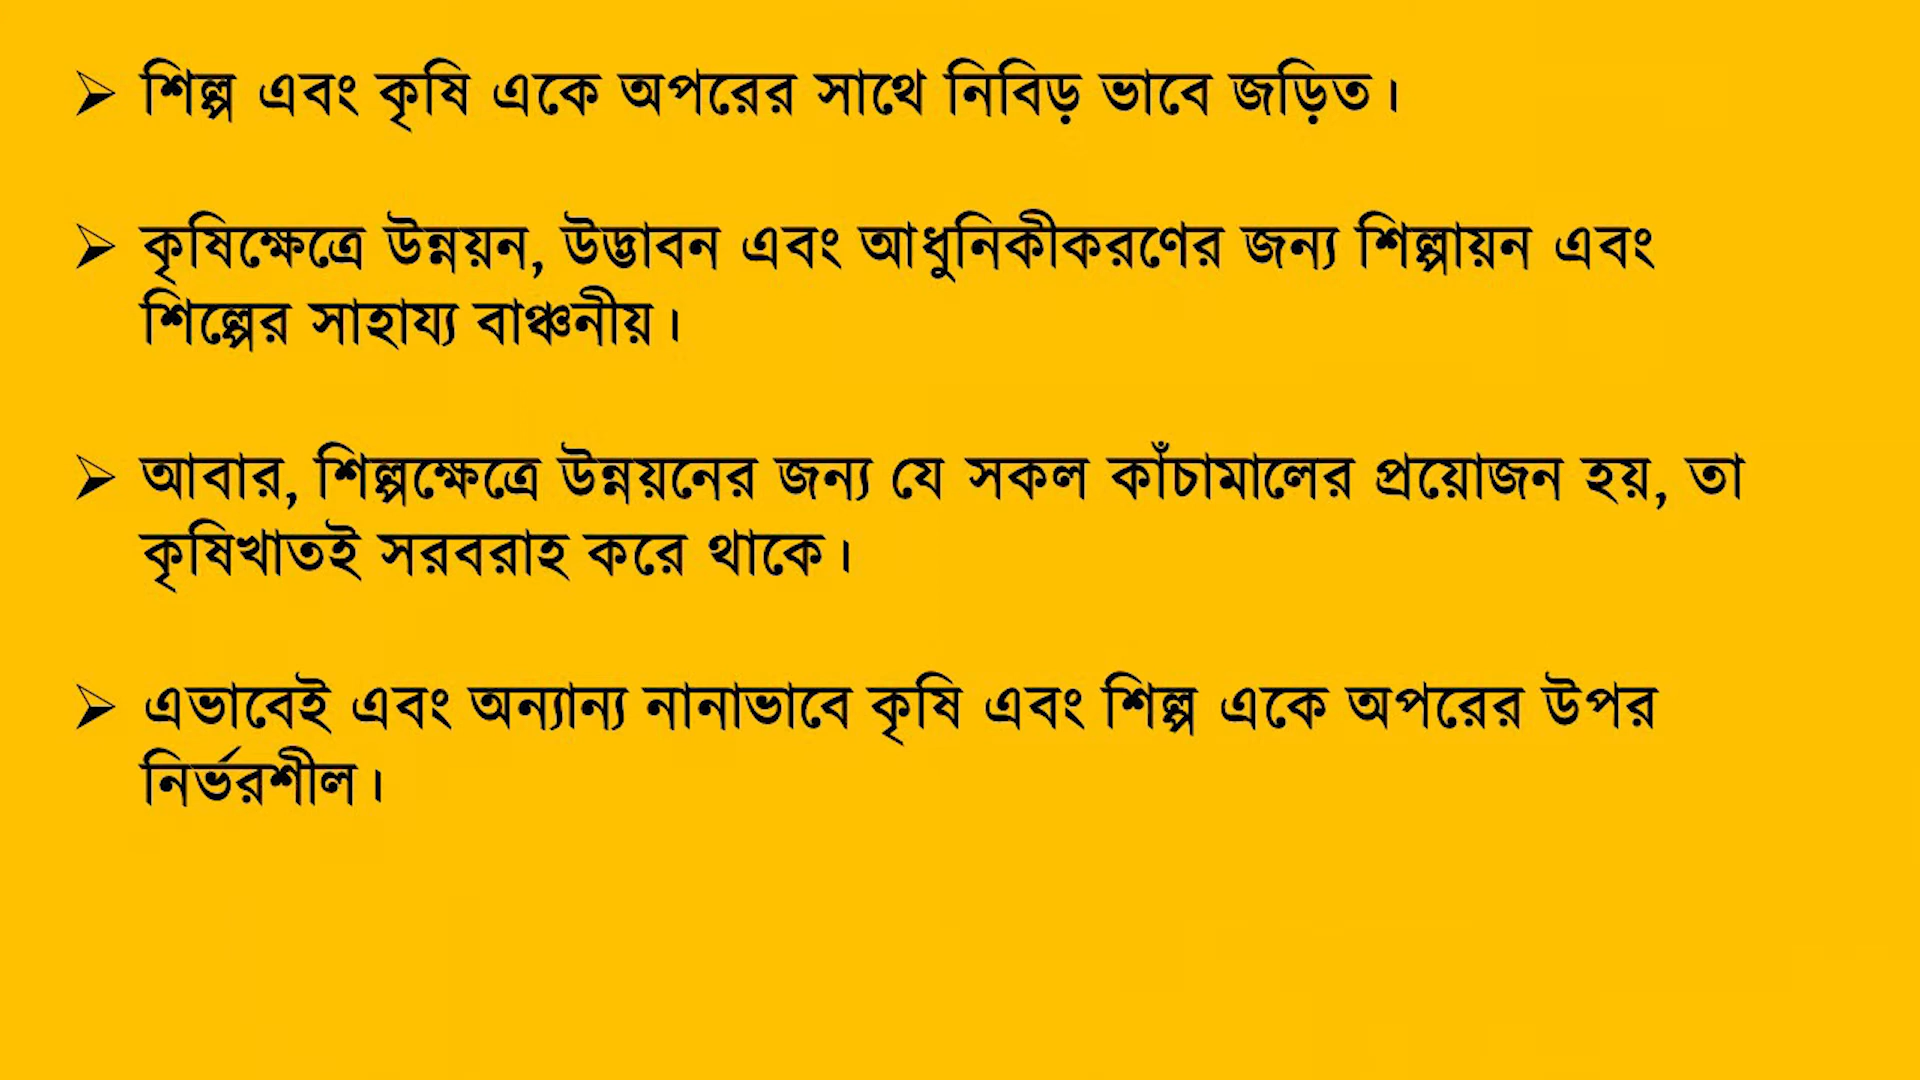 ➢ শিল্প এবং কৃষি একে অপরের সাথে নিবিড় ভাবে জড়িত।
➢ কৃষিক্ষেত্রে উন্নয়ন, উদ্ভাবন এবং আধুনিকীকরণের জন্য শিল্পায়ন এবং
শিল্পের সাহায্য বাঞ্চনীয়।
➢ আবার, শিল্পক্ষেত্রে উন্নয়নের জন্য যে সকল কাঁচামালের প্রয়োজন হয়, তা
কৃষিখাতই সরবরাহ করে থাকে।
➢ এভাবেই এবং অন্যান্য নানাভাবে কৃষি এবং শিল্প একে অপরের উপর
নির্ভরশীল।